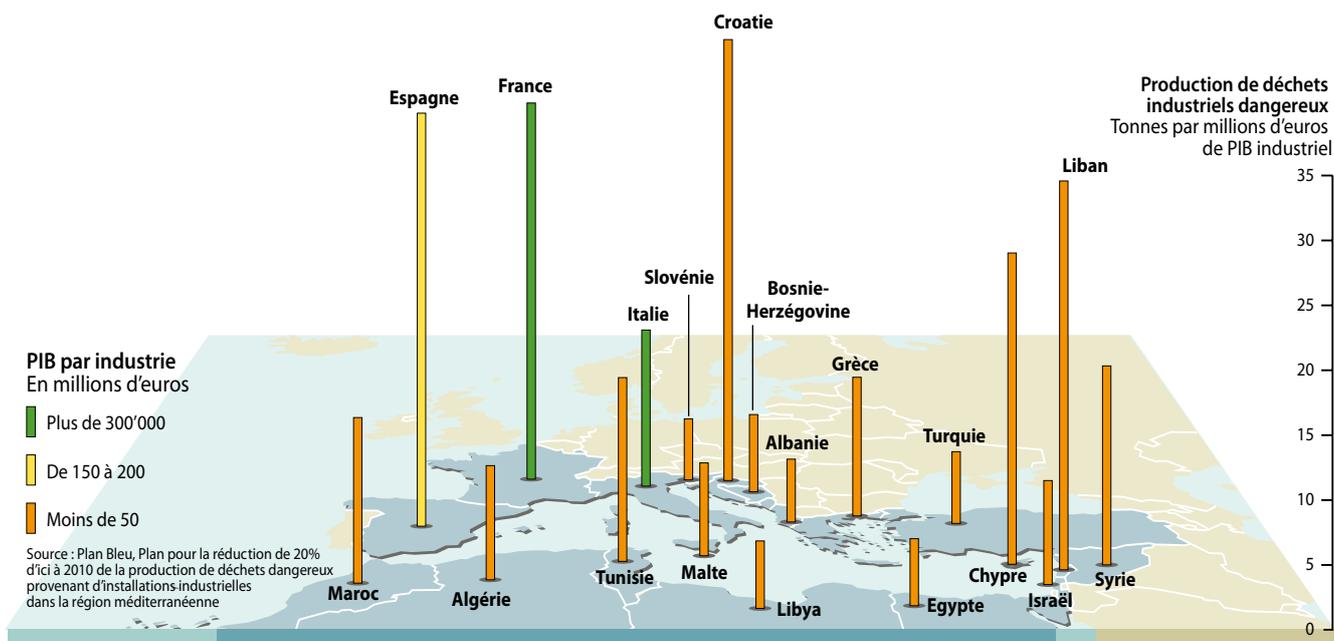 Croatie
France
Espagne
Production de déchets
industriels dangereux
Tonnes par millions d'euros
de PIB industriel
Liban
35
30
25
20
15
10
5
0
Slovénie
Bosnie-
Herzégovine
Italie
Grèce
Turquie
Albanie
PIB par industrie
En millions d'euros
Plus de 300'000
De 150 à 200
Moins de 50
Source : Plan Bleu, Plan pour la réduction de 20%
d'ici à 2010 de la production de déchets dangereux
provenant d'installations industrielles
dans la région méditerranéenne
Maroc
Algérie
Tunisie
Malte
Libya
Egypte
Chypre
Israël
Syrie